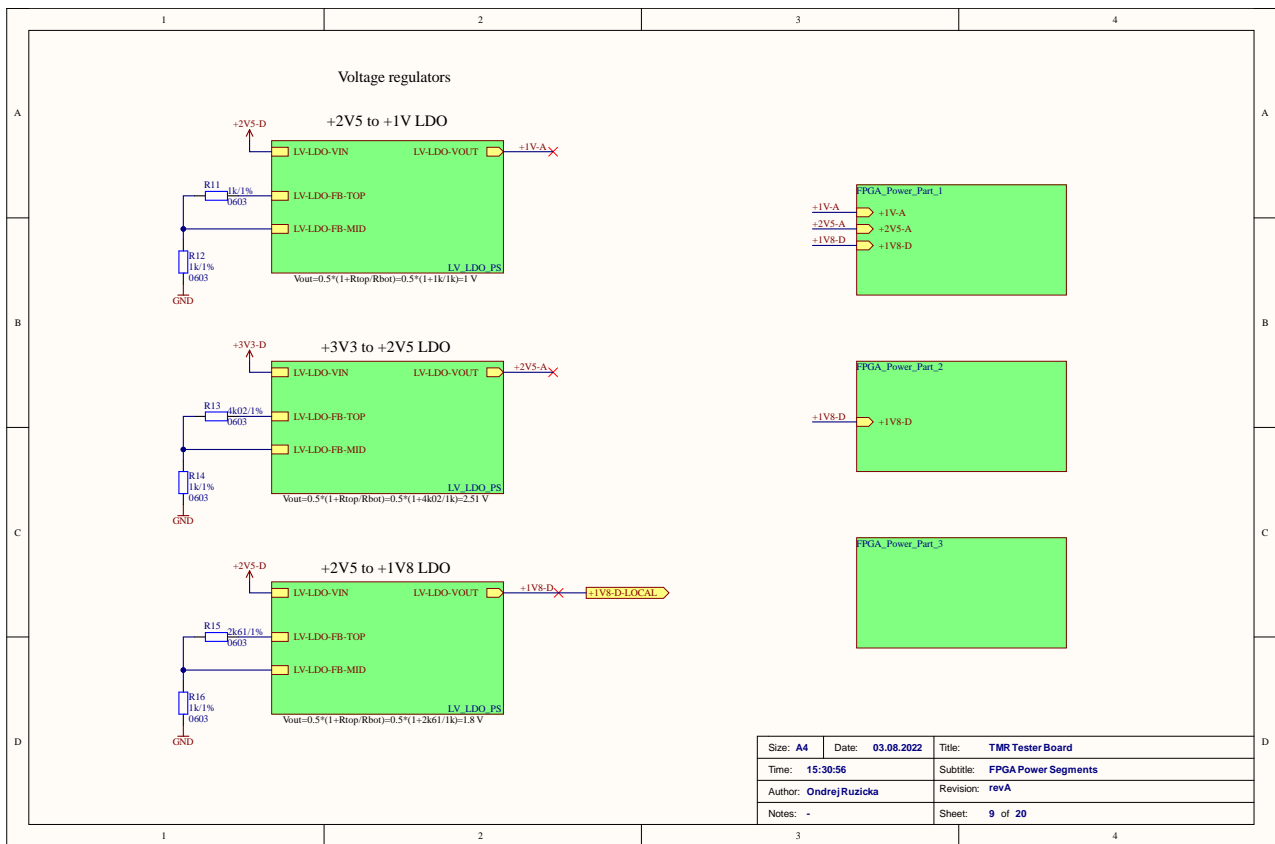 1 2 3 4
A A
B B
C C
D D
Voltage regulators
+2V5 to +1V LDO
+2V5-D
LV-LDO-VIN LV-LDO-VOUT +1V-A
R11 1k/1%
0603
LV-LDO-FB-TOP
LV-LDO-FB-MID
R12
1k/1%
0603
GND
LV_LDO_PS
Vout=0.5*(1+Rtop/Rbot)=0.5*(1+1k/1k)=1 V
+3V3 to +2V5 LDO
+3V3-D
LV-LDO-VIN LV-LDO-VOUT +2V5-A
R13 4k02/1%
0603
LV-LDO-FB-TOP
LV-LDO-FB-MID
R14
1k/1%
0603
GND
LV_LDO_PS
Vout=0.5*(1+Rtop/Rbot)=0.5*(1+4k02/1k)=2.51 V
+2V5 to +1V8 LDO
+2V5-D
LV-LDO-VIN LV-LDO-VOUT +1V8-D +1V8-D-LOCAL
R15 2k61/1%
0603
LV-LDO-FB-TOP
LV-LDO-FB-MID
R16
1k/1%
0603
GND
LV_LDO_PS
Vout=0.5*(1+Rtop/Rbot)=0.5*(1+2k61/1k)=1.8 V
FPGA_Power_Part_1
+1V-A +1V-A
+2V5-A +2V5-A
+1V8-D +1V8-D
FPGA_Power_Part_2
+1V8-D +1V8-D
FPGA_Power_Part_3
Size: A4 Date: 03.08.2022 Title: TMR Tester Board
Time: 15:30:56 Subtitle: FPGA Power Segments
Author: Ondrej Ruzicka Revision: revA
Notes: - Sheet: 9 of 20
1 2 3 4